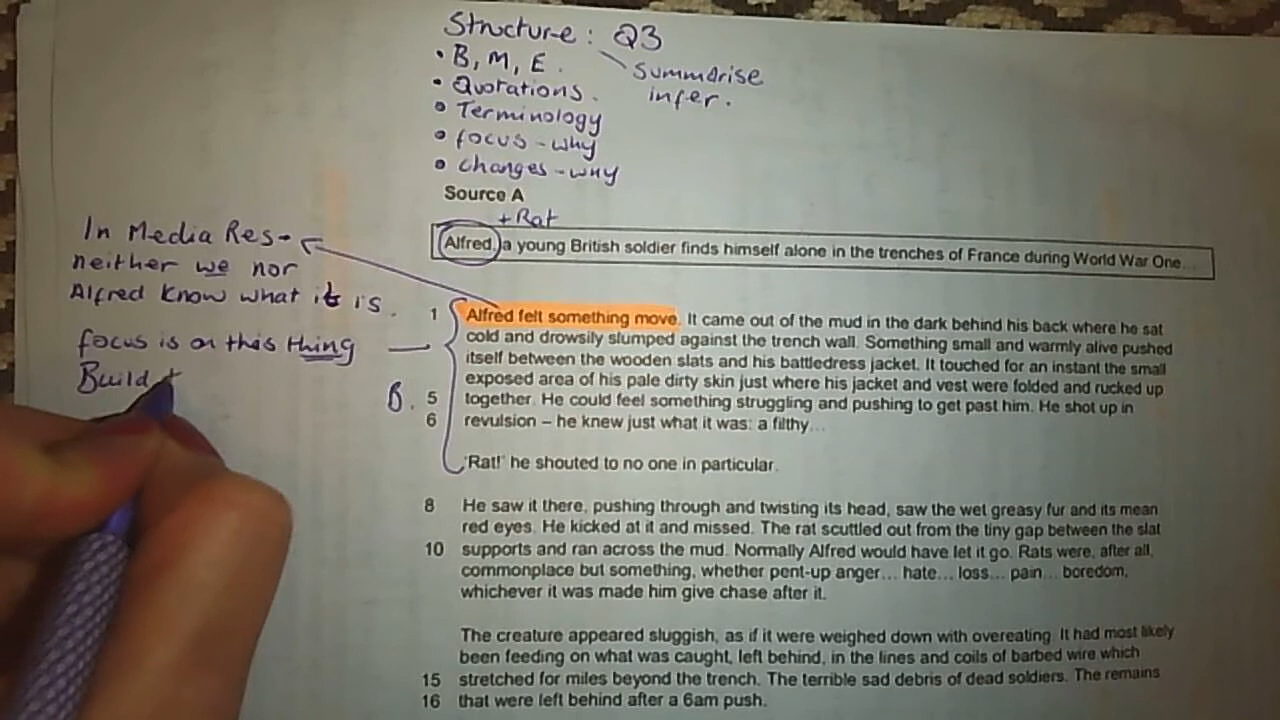 Structure: Q3
• B, M, E.
summarise
• Quotations.
infer.
• Terminology
• focus - why
• changes - why
Source A
+ Rat
Alfred, a young British soldier finds himself alone in the trenches of France during World War One...
In Media Res -
neither we nor
Alfred know what it is.
focus is on this thing
Build t
B.
1 Alfred felt something move. It came out of the mud in the dark behind his back where he sat
cold and drowsily slumped against the trench wall. Something small and warmly alive pushed
itself between the wooden slats and his battledress jacket. It touched for an instant the small
exposed area of his pale dirty skin just where his jacket and vest were folded and rucked up
5 together. He could feel something struggling and pushing to get past him. He shot up in
6 revulsion – he knew just what it was: a filthy...
'Rat!' he shouted to no one in particular.
8 He saw it there, pushing through and twisting its head, saw the wet greasy fur and its mean
red eyes. He kicked at it and missed. The rat scuttled out from the tiny gap between the slat
10 supports and ran across the mud. Normally Alfred would have let it go. Rats were, after all,
commonplace but something, whether pent-up anger... hate... loss... pain... boredom,
whichever it was made him give chase after it.
The creature appeared sluggish, as if it were weighed down with overeating. It had most likely
been feeding on what was caught, left behind, in the lines and coils of barbed wire which
15 stretched for miles beyond the trench. The terrible sad debris of dead soldiers. The remains
16 that were left behind after a 6am push.